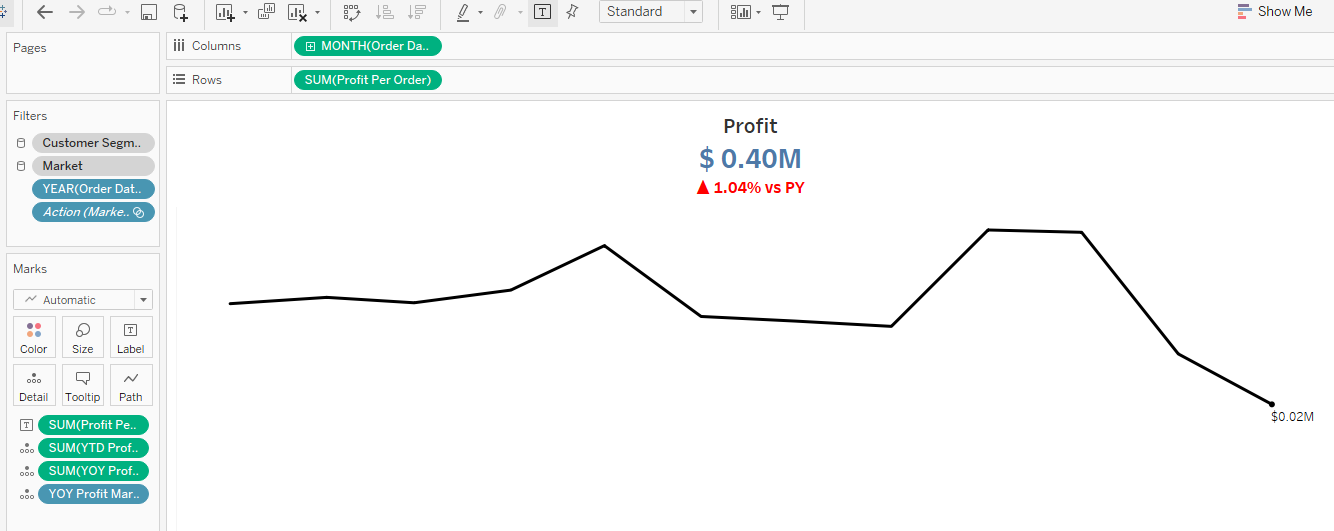 Standard
Show Me
Pages
Columns
MONTH(Order Da..
Rows
SUM(Profit Per Order)
Filters
Customer Segm..
Market
YEAR(Order Dat..
Action (Marke..
Marks
Automatic
Color
Size
Label
Detail
Tooltip
Path
SUM(Profit Pe..
SUM(YTD Prof..
SUM(YOY Prof..
YOY Profit Mar..
Profit
$ 0.40M
▲ 1.04% vs PY
$0.02M